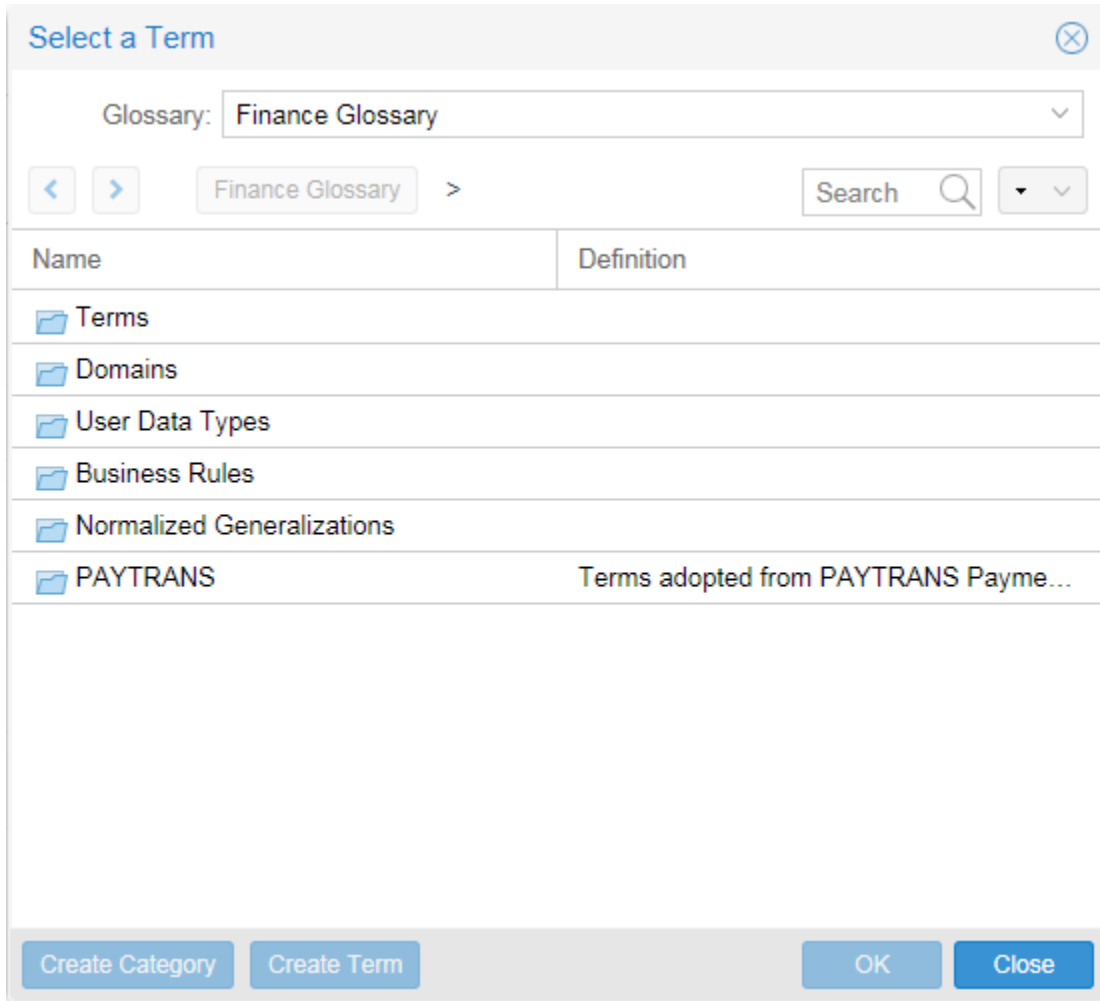 Select a Term
Glossary: Finance Glossary
Finance Glossary > Search
Name Definition
Terms
Domains
User Data Types
Business Rules
Normalized Generalizations
PAYTRANS Terms adopted from PAYTRANS Payme...
Create Category Create Term OK Close